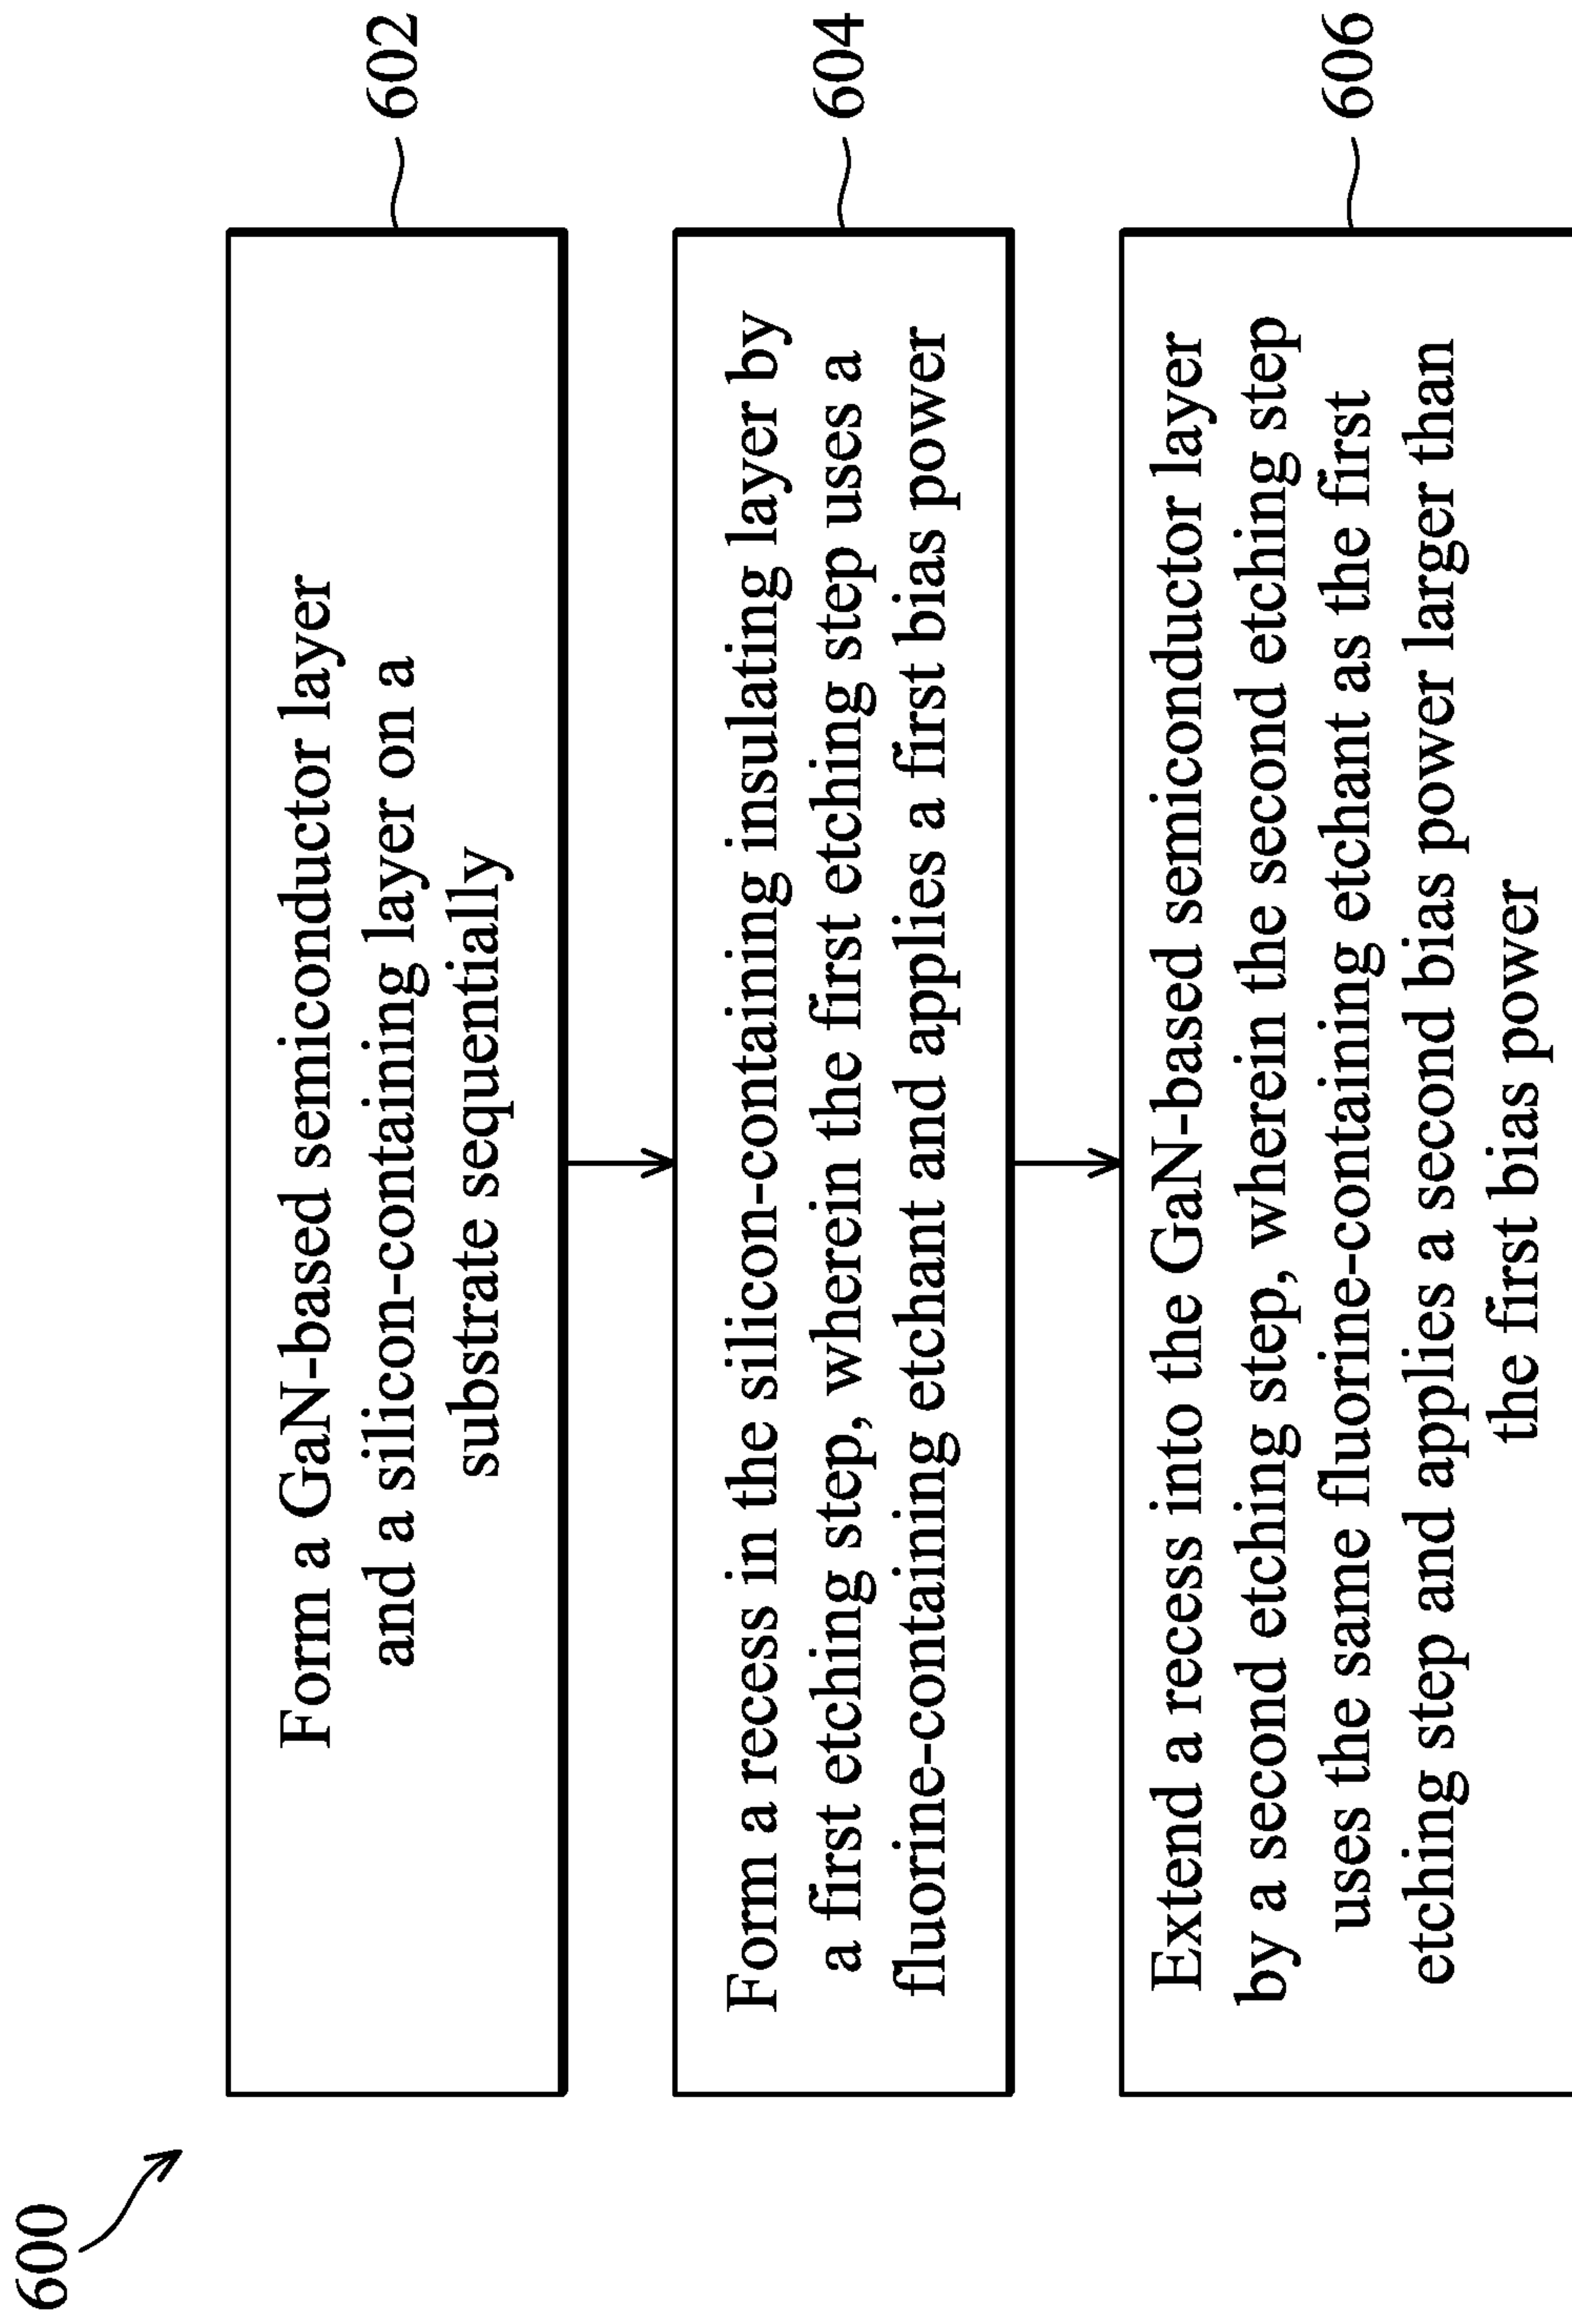 600
Form a GaN-based semiconductor layer
and a silicon-containing layer on a
substrate sequentially
602
Form a recess in the silicon-containing insulating layer by
a first etching step, wherein the first etching step uses a
fluorine-containing etchant and applies a first bias power
604
Extend a recess into the GaN-based semiconductor layer
by a second etching step, wherein the second etching step
uses the same fluorine-containing etchant as the first
etching step and applies a second bias power larger than
the first bias power
606